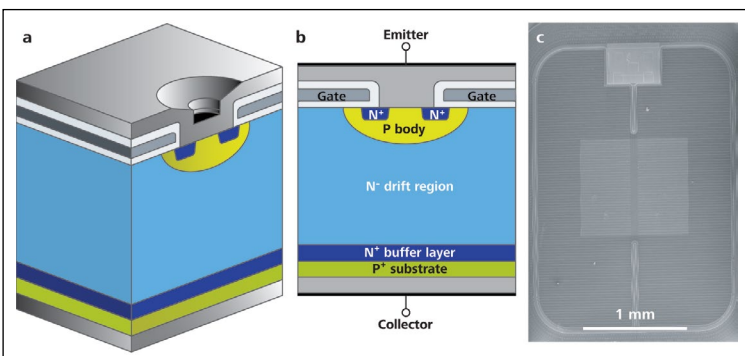 a
b
Emitter
Gate
Gate
N⁺
N⁺
P body
N⁻ drift region
N⁺ buffer layer
P⁺ substrate
Collector
c
1 mm